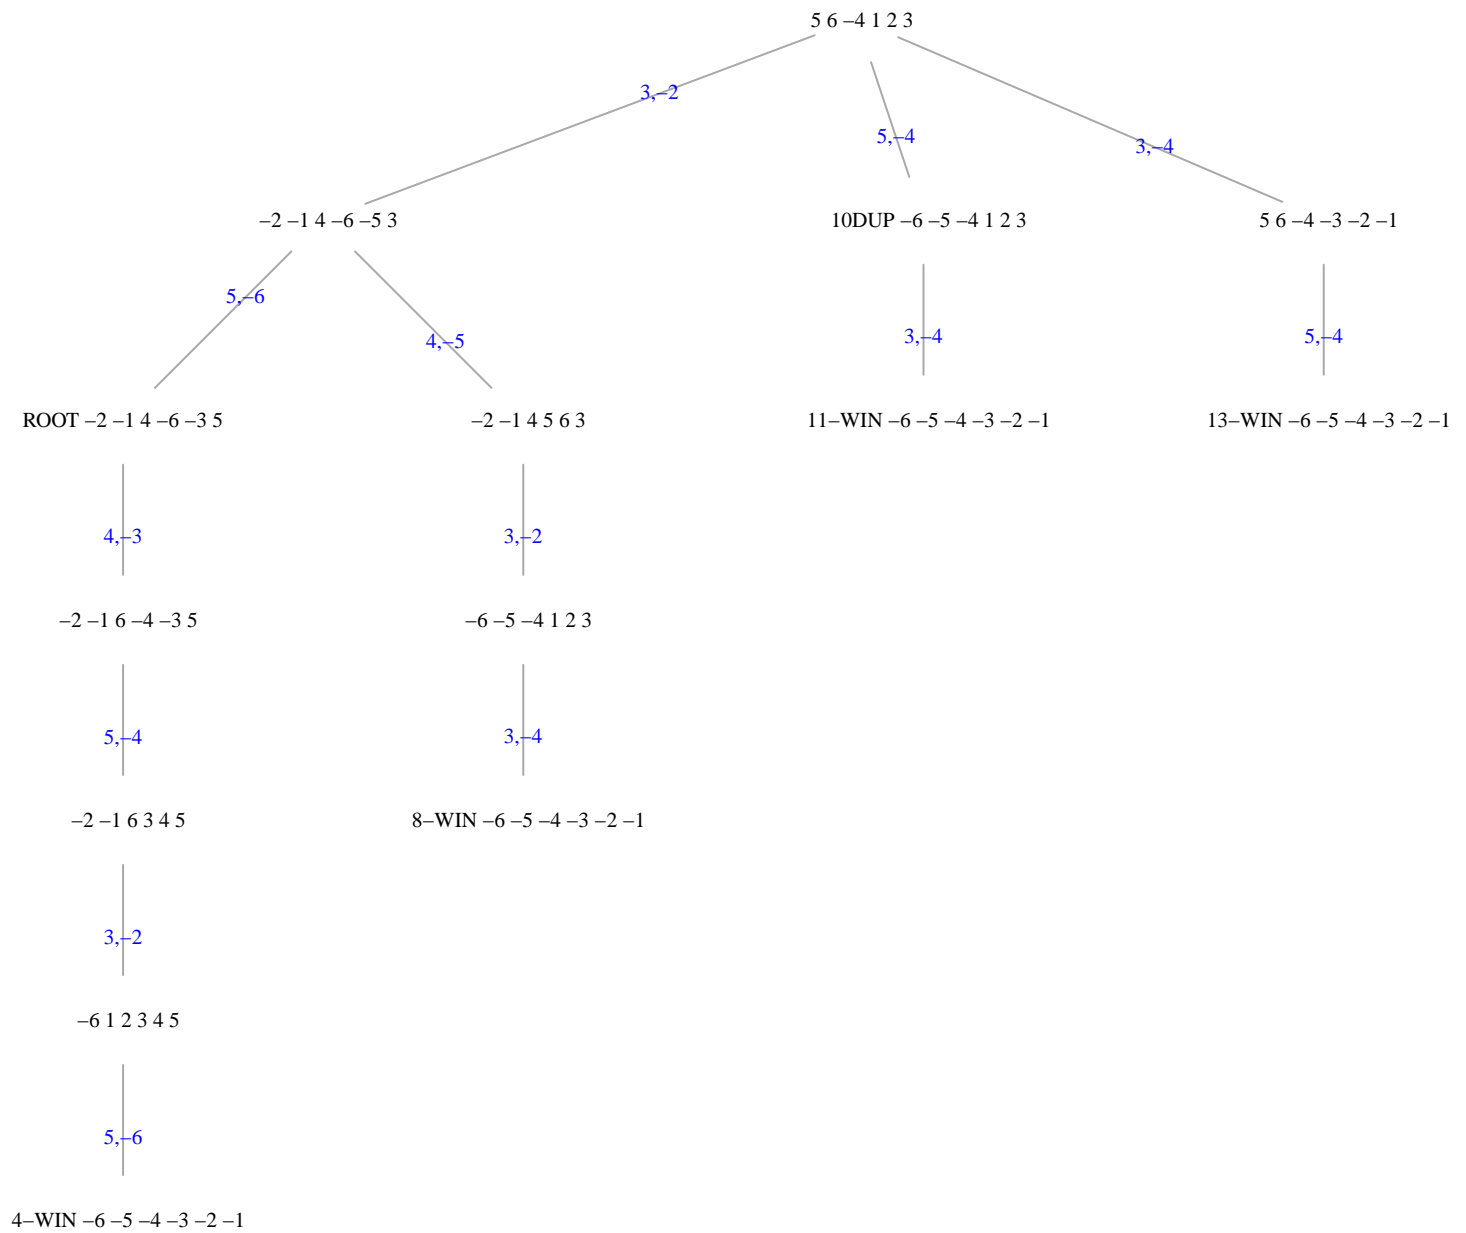 5 6 −4 1 2 3
3,−2
5,−4
3,−4
−2 −1 4 −6 −5 3
10DUP −6 −5 −4 1 2 3
5 6 −4 −3 −2 −1
5,−6
4,−5
3,−4
5,−4
ROOT −2 −1 4 −6 −3 5
−2 −1 4 5 6 3
11−WIN −6 −5 −4 −3 −2 −1
13−WIN −6 −5 −4 −3 −2 −1
4,−3
3,−2
−2 −1 6 −4 −3 5
−6 −5 −4 1 2 3
5,−4
3,−4
−2 −1 6 3 4 5
8−WIN −6 −5 −4 −3 −2 −1
3,−2
−6 1 2 3 4 5
5,−6
4−WIN −6 −5 −4 −3 −2 −1